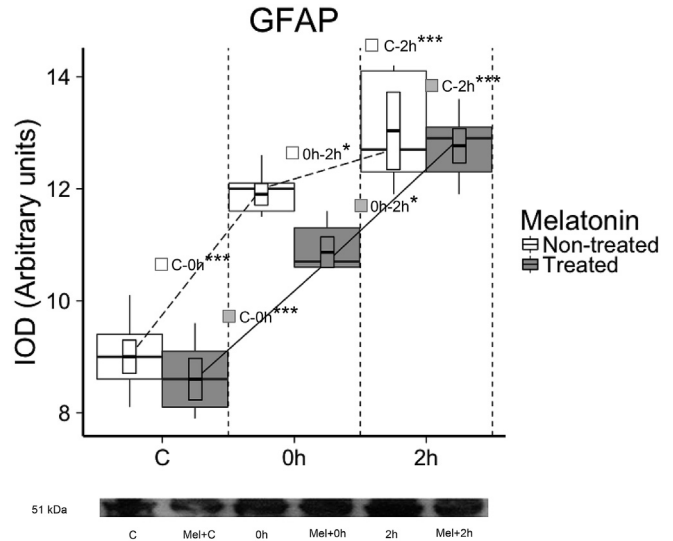 GFAP
C-2h***
14
C-2h***
0h-2h*
12
0h-2h*
C-0h***
10
C-0h***
8
IOD (Arbitrary units)
C 0h 2h
Melatonin
Non-treated
Treated
51 kDa
C Mel+C 0h Mel+0h 2h Mel+2h